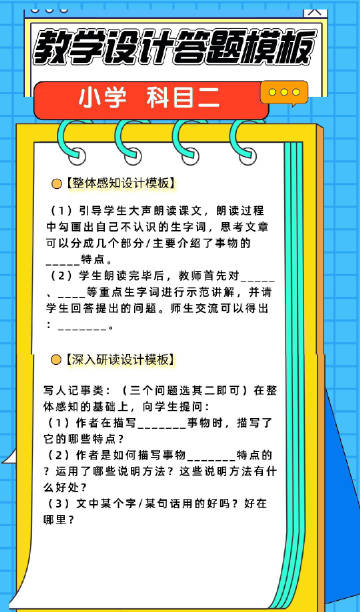 教学设计答题模板
小学 科目二
【整体感知设计模板】
（1）引导学生大声朗读课文，朗读过程
中勾画出自己不认识的生字词，思考文章
可以分成几个部分/主要介绍了事物的
_____特点。
（2）学生朗读完毕后，教师首先对_____
、____等重点生字词进行示范讲解，并请
学生回答提出的问题。师生交流可以得出
：_______。
【深入研读设计模板】
写人记事类：（三个问题选其二即可）在整
体感知的基础上，向学生提问：
（1）作者在描写_______事物时，描写了
它的哪些特点？
（2）作者是如何描写事物_______特点的
？运用了哪些说明方法？这些说明方法有什
么好处？
（3）文中某个字/某句话用的好吗？好在
哪里？